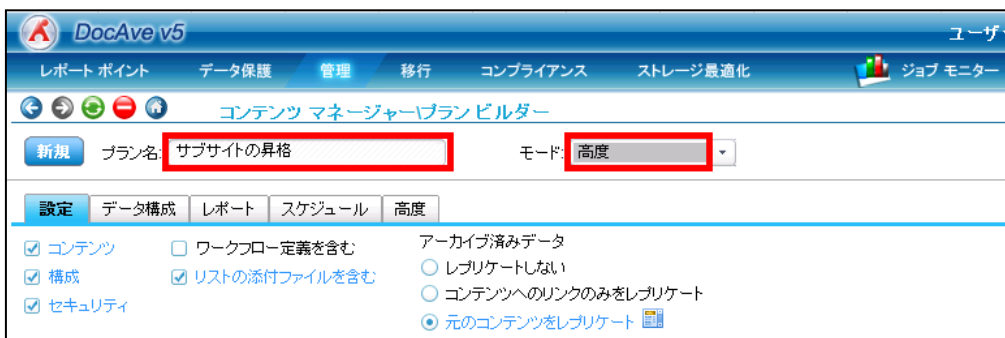 DocAve v5 ユーザ
レポート ポイント データ保護 管理 移行 コンプライアンス ストレージ最適化 ジョブ モニター
コンテンツ マネージャー\プラン ビルダー
新規 プラン名: サブサイトの昇格 モード: 高度
設定 データ構成 レポート スケジュール 高度
コンテンツ ワークフロー定義を含む アーカイブ済みデータ
構成 リストの添付ファイルを含む レプリケートしない
セキュリティ コンテンツへのリンクのみをレプリケート
元のコンテンツをレプリケート